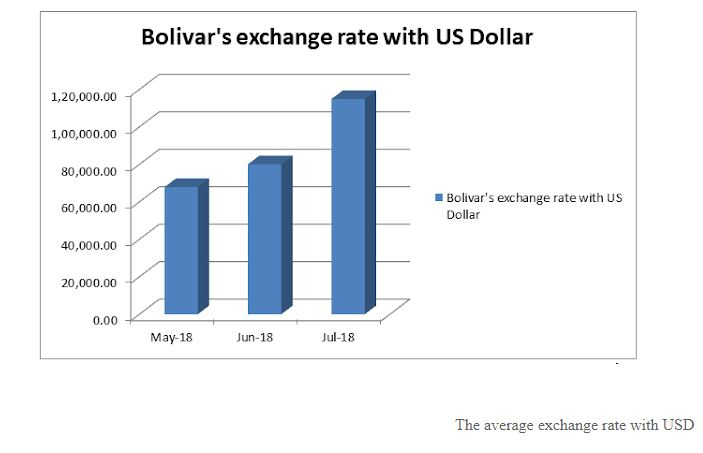 Bolivar's exchange rate with US Dollar
1,20,000.00
1,00,000.00
80,000.00
60,000.00
40,000.00
20,000.00
0.00
May-18 Jun-18 Jul-18
Bolivar's exchange rate with US
Dollar
The average exchange rate with USD